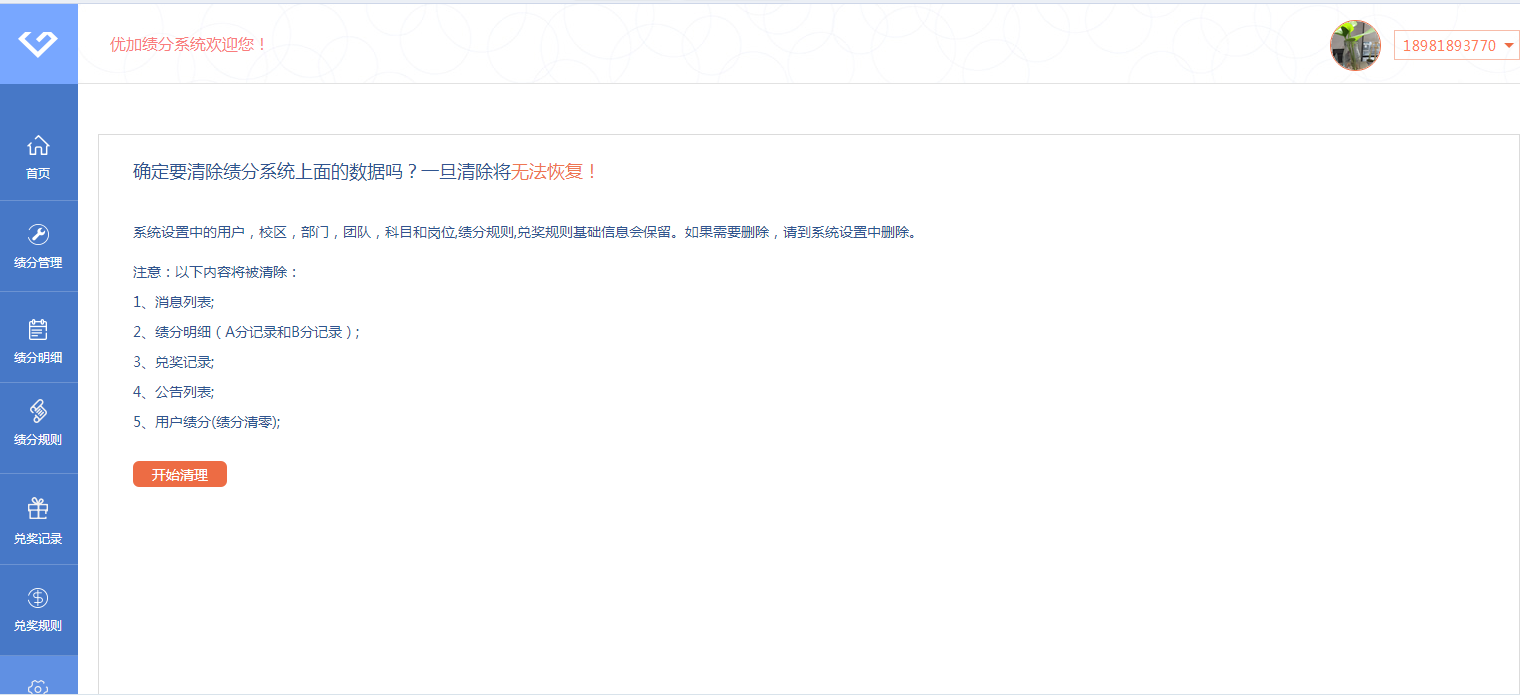 优加绩分系统欢迎您！
18981893770
首页
绩分管理
绩分明细
绩分规则
兑奖记录
兑奖规则
确定要清除绩分系统上面的数据吗？一旦清除将无法恢复！
系统设置中的用户，校区，部门，团队，科目和岗位,绩分规则,兑奖规则基础信息会保留。如果需要删除，请到系统设置中删除。
注意：以下内容将被清除：
1、消息列表;
2、绩分明细（A分记录和B分记录）;
3、兑奖记录;
4、公告列表;
5、用户绩分(绩分清零);
开始清理